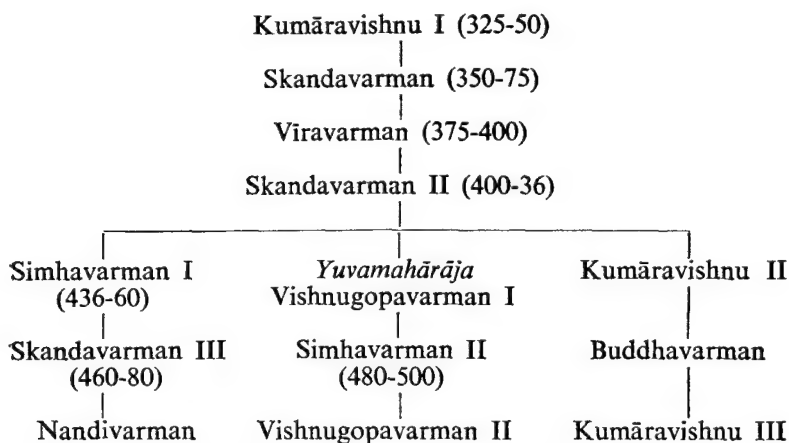 Kumāravishnu I (325-50)
Skandavarman (350-75)
Vīravarman (375-400)
Skandavarman II (400-36)
Simhavarman I
(436-60)
Yuvamahārāja
Vishnugopavarman I
Kumāravishnu II
Skandavarman III
(460-80)
Simhavarman II
(480-500)
Buddhavarman
Nandivarman
Vishnugopavarman II
Kumāravishnu III